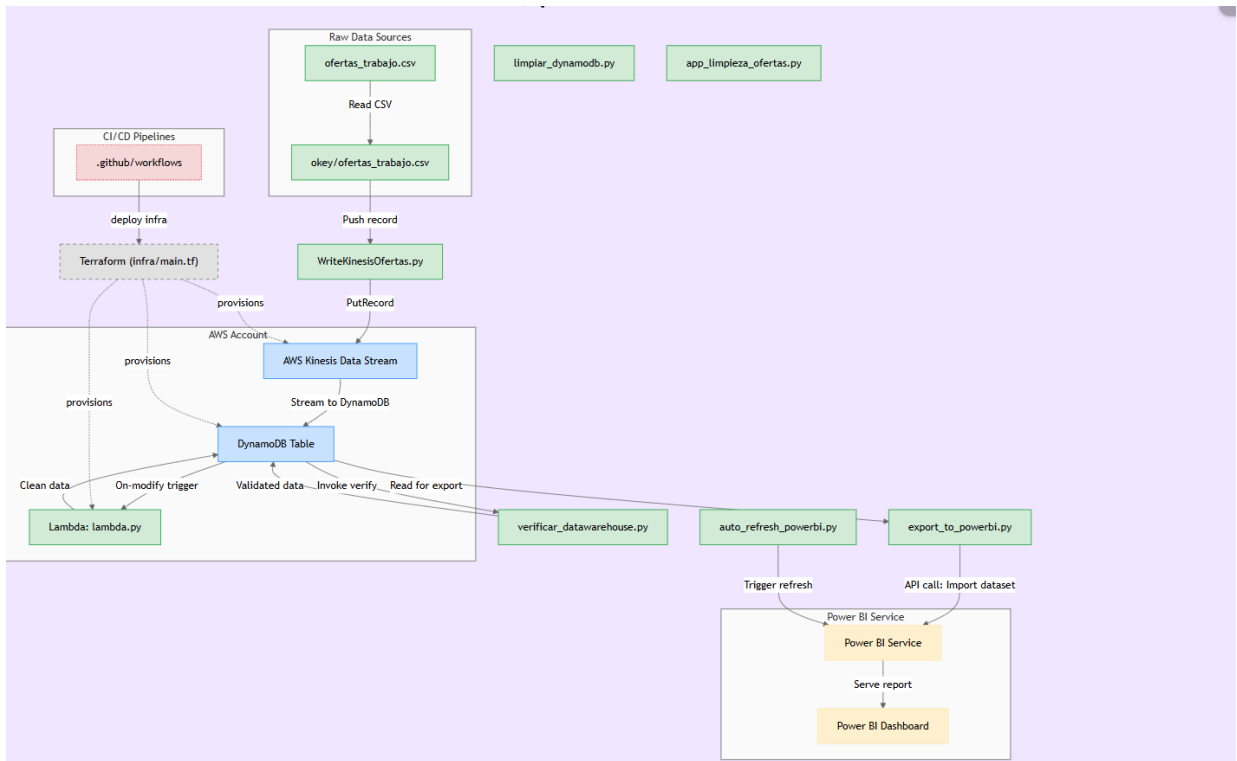 Raw Data Sources
ofertas_trabajo.csv
limpiar_dynamodb.py
app_limpieza_ofertas.py
Read CSV
CI/CD Pipelines
.github/workflows
okey/ofertas_trabajo.csv
deploy infra
Push record
Terraform (infra/main.tf)
WriteKinesisOfertas.py
provisions
PutRecord
AWS Account
provisions
AWS Kinesis Data Stream
provisions
Stream to DynamoDB
DynamoDB Table
Clean data
On-modify trigger
Validated data
Invoke verify
Read for export
Lambda: lambda.py
verificar_datawarehouse.py
auto_refresh_powerbi.py
export_to_powerbi.py
Trigger refresh
API call: Import dataset
Power BI Service
Power BI Service
Serve report
Power BI Dashboard